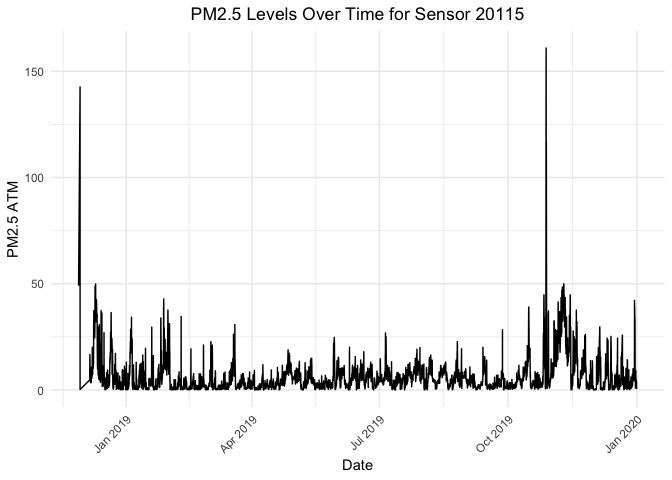 PM2.5 Levels Over Time for Sensor 20115
150
100
50
0
PM2.5 ATM
Jan 2019
Apr 2019
Jul 2019
Oct 2019
Jan 2020
Date